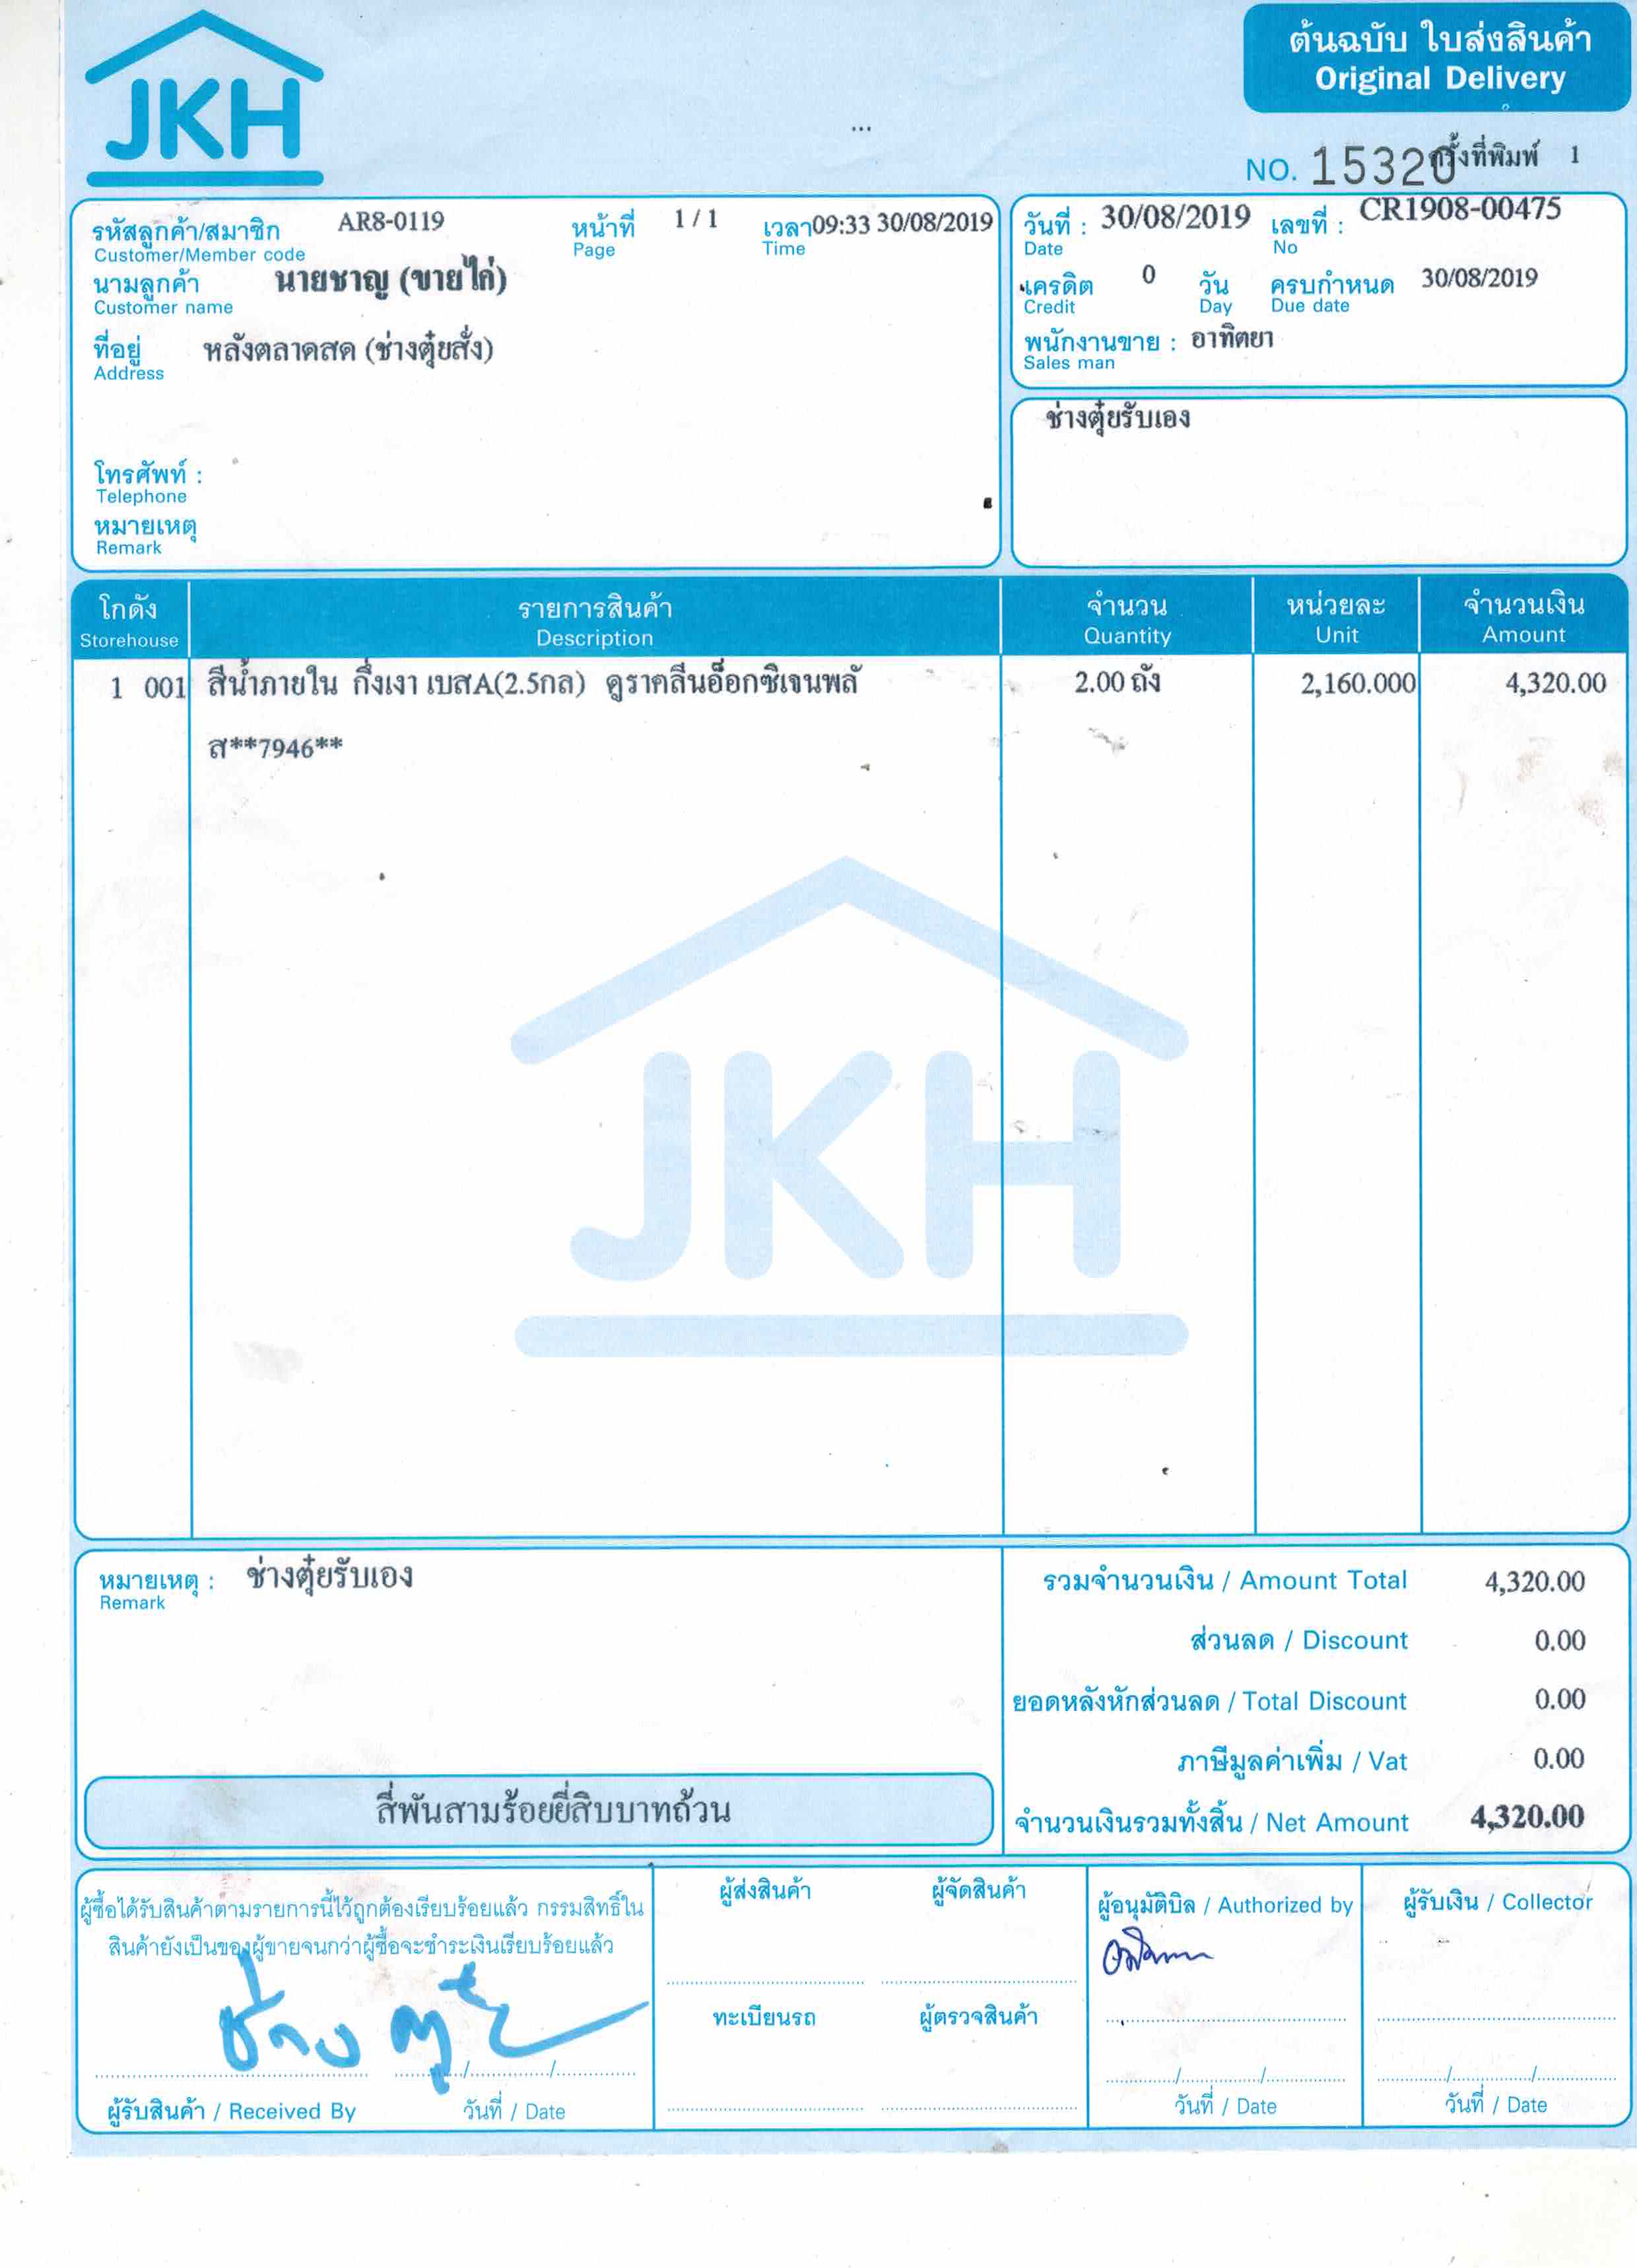 JKH
ต้นฉบับ ใบส่งสินค้า
Original Delivery
...
NO. 15320 ครั้งที่พิมพ์ 1
รหัสลูกค้า/สมาชิก AR8-0119 หน้าที่ 1 / 1 เวลา 09:33 30/08/2019
Customer/Member code Page Time
นามลูกค้า นายชาญ (ขายไก่)
Customer name
ที่อยู่ หลังตลาดสด (ช่างตุ๋ยสั่ง)
Address
โทรศัพท์ :
Telephone
หมายเหตุ
Remark
วันที่ : 30/08/2019 เลขที่ : CR1908-00475
Date No
เครดิต 0 วัน ครบกำหนด 30/08/2019
Credit Day Due date
พนักงานขาย : อาทิตยา
Sales man
ช่างตุ๋ยรับเอง
โกดัง รายการสินค้า จำนวน หน่วยละ จำนวนเงิน
Storehouse Description Quantity Unit Amount
1 001 สีน้ำภายใน กึ่งเงา เบสA(2.5กล) ดูราคลีนอ็อกซิเจนพลั 2.00 ถัง 2,160.000 4,320.00
ส**7946**
JKH
หมายเหตุ : ช่างตุ๋ยรับเอง
Remark
รวมจำนวนเงิน / Amount Total 4,320.00
ส่วนลด / Discount 0.00
ยอดหลังหักส่วนลด / Total Discount 0.00
ภาษีมูลค่าเพิ่ม / Vat 0.00
สี่พันสามร้อยยี่สิบบาทถ้วน
จำนวนเงินรวมทั้งสิ้น / Net Amount 4,320.00
ผู้ซื้อได้รับสินค้าตามรายการนี้ไว้ถูกต้องเรียบร้อยแล้ว กรรมสิทธิ์ใน
สินค้ายังเป็นของผู้ขายจนกว่าผู้ซื้อจะชำระเงินเรียบร้อยแล้ว
ช่าง ตุ๋ย
ผู้รับสินค้า / Received By วันที่ / Date
ผู้ส่งสินค้า ผู้จัดสินค้า
ทะเบียนรถ ผู้ตรวจสินค้า
ผู้อนุมัติบิล / Authorized by
วันที่ / Date
ผู้รับเงิน / Collector
วันที่ / Date